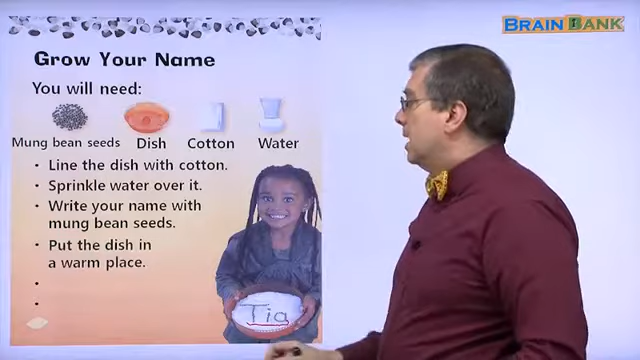 BRAIN BANK
Grow Your Name
You will need:
Mung bean seeds Dish Cotton Water
• Line the dish with cotton.
• Sprinkle water over it.
• Write your name with
mung bean seeds.
• Put the dish in
a warm place.
•
•
Tia